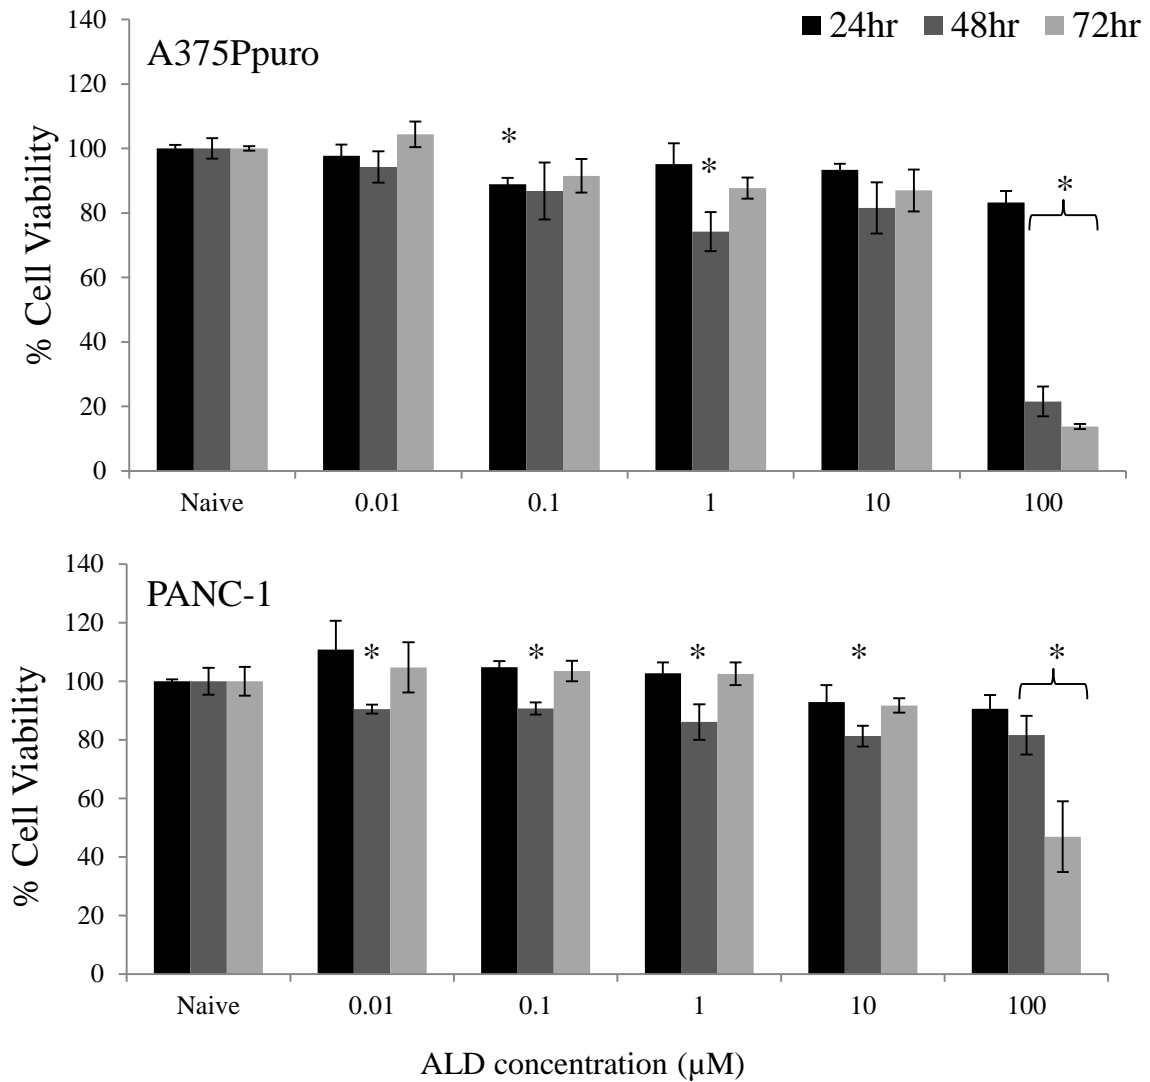 140
24hr 48hr 72hr
A375Ppuro
120
100
80
60
40
20
0
% Cell Viability
*
*
*
Naive 0.01 0.1 1 10 100
140
PANC-1
120
100
80
60
40
20
0
% Cell Viability
* * * * *
Naive 0.01 0.1 1 10 100
ALD concentration (μM)